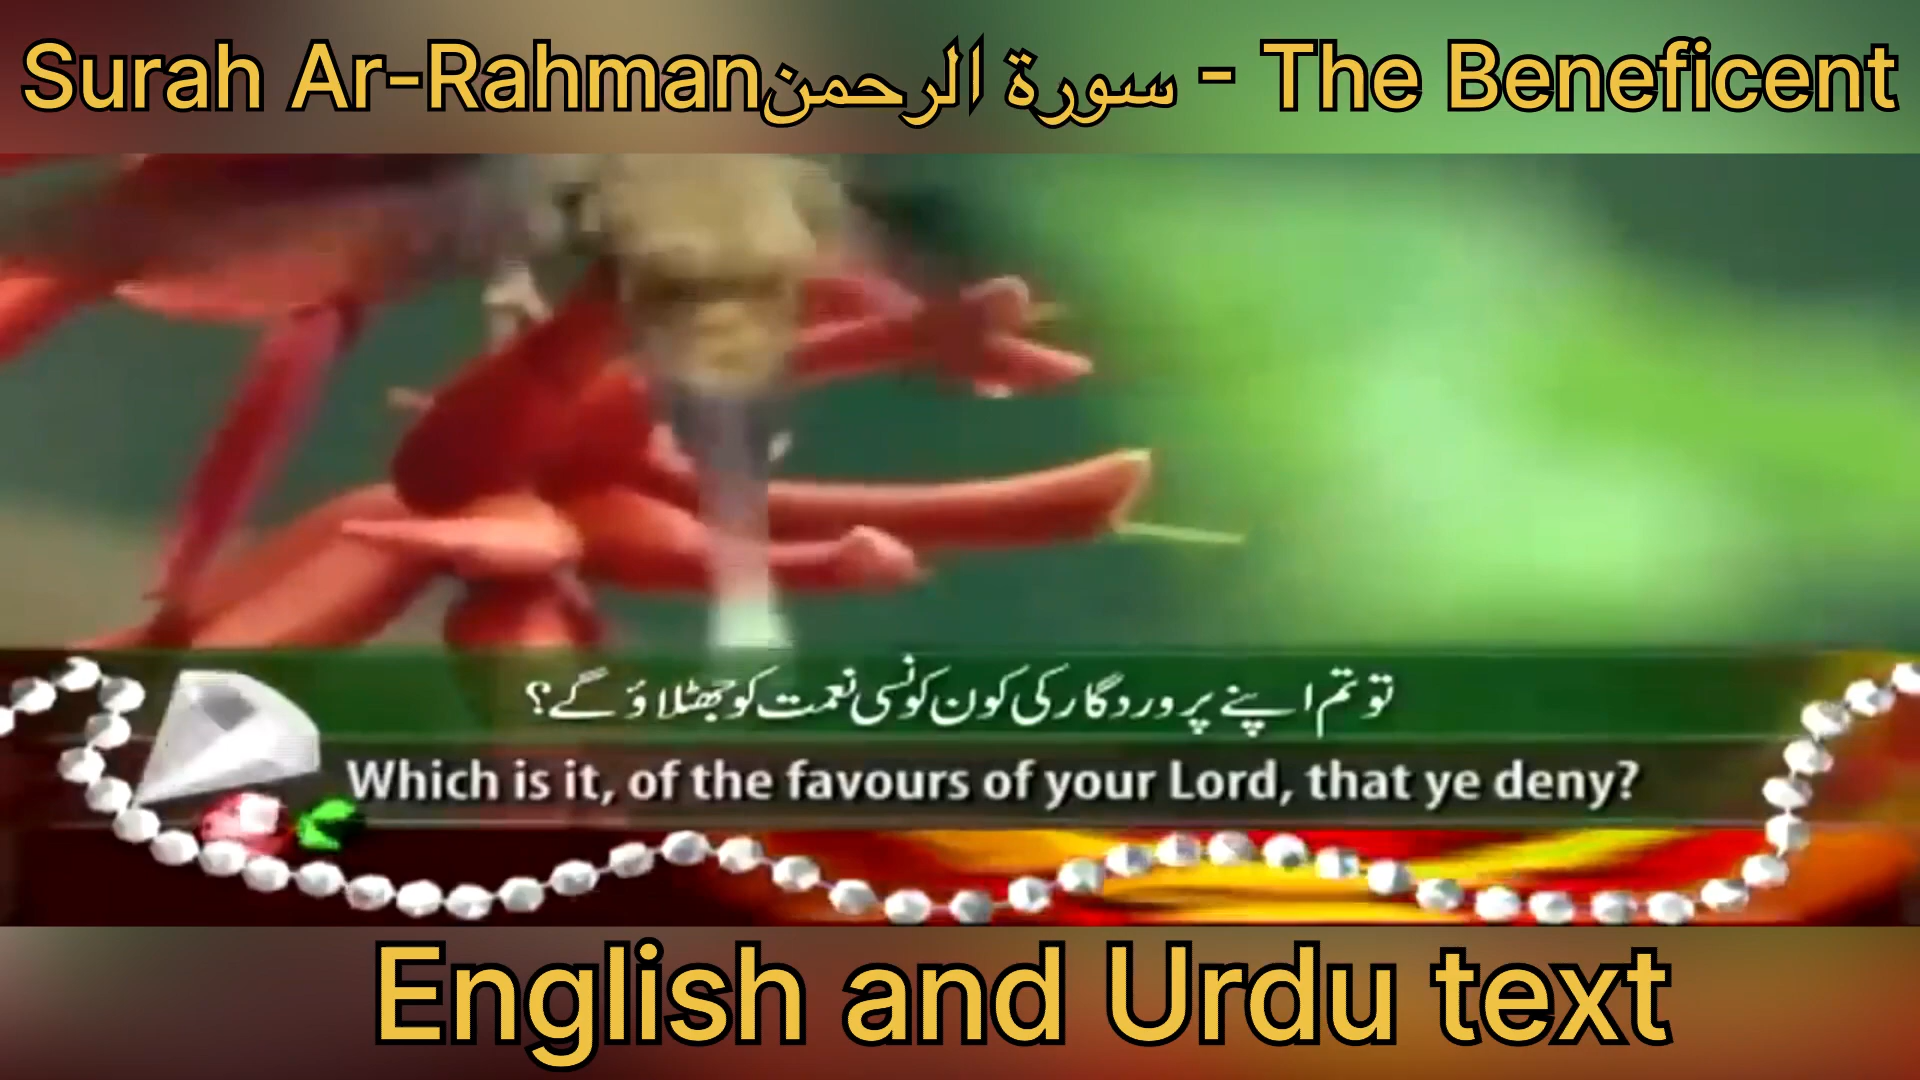 Surah Ar-Rahmanسورة الرحمن - The Beneficent
تو تم اپنے پروردگار کی کون کونسی نعمت کو جھٹلاؤ گے؟
Which is it, of the favours of your Lord, that ye deny?
English and Urdu text